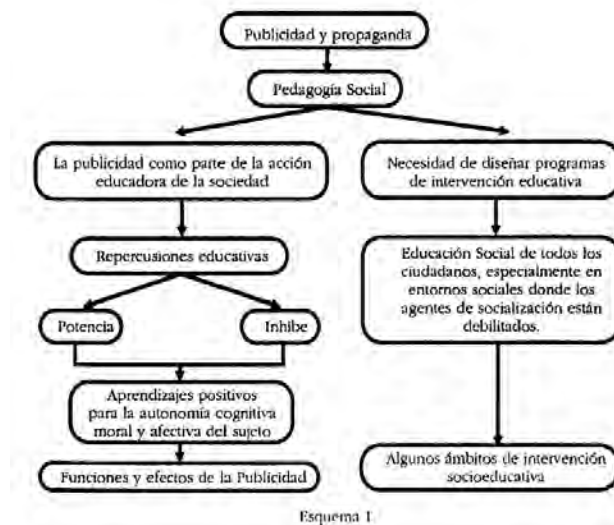 Publicidad y propaganda
Pedagogía Social
La publicidad como parte de la acción
educadora de la sociedad
Necesidad de diseñar programas
de intervención educativa
Repercusiones educativas
Educación Social de todos los
ciudadanos, especialmente en
entornos sociales donde los
agentes de socialización están
debilitados.
Potencia
Inhibe
Aprendizajes positivos
para la autonomía cognitiva
moral y afectiva del sujeto
Funciones y efectos de la Publicidad
Algunos ámbitos de intervención
socioeducativa
Esquema 1